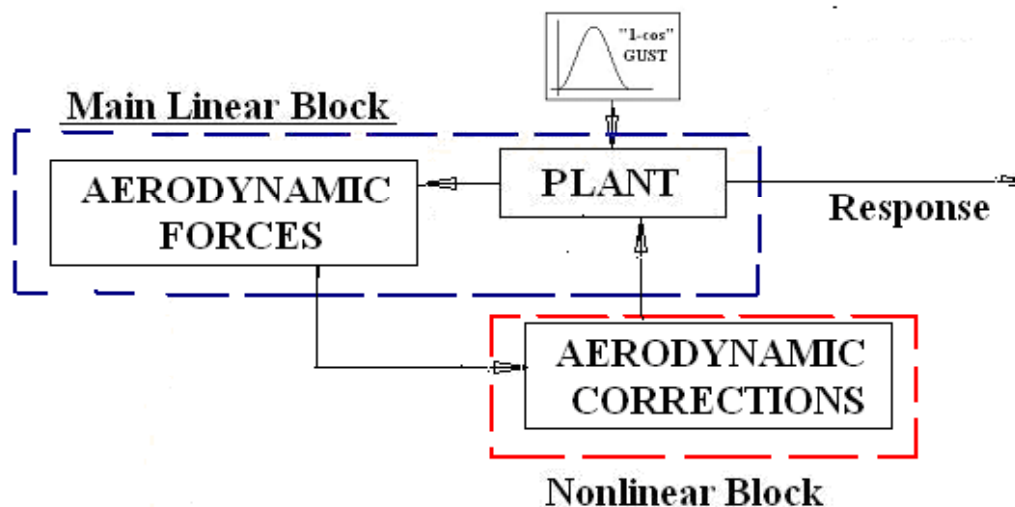 "1-cos"
GUST
Main Linear Block
AERODYNAMIC
FORCES
PLANT
Response
AERODYNAMIC
CORRECTIONS
Nonlinear Block